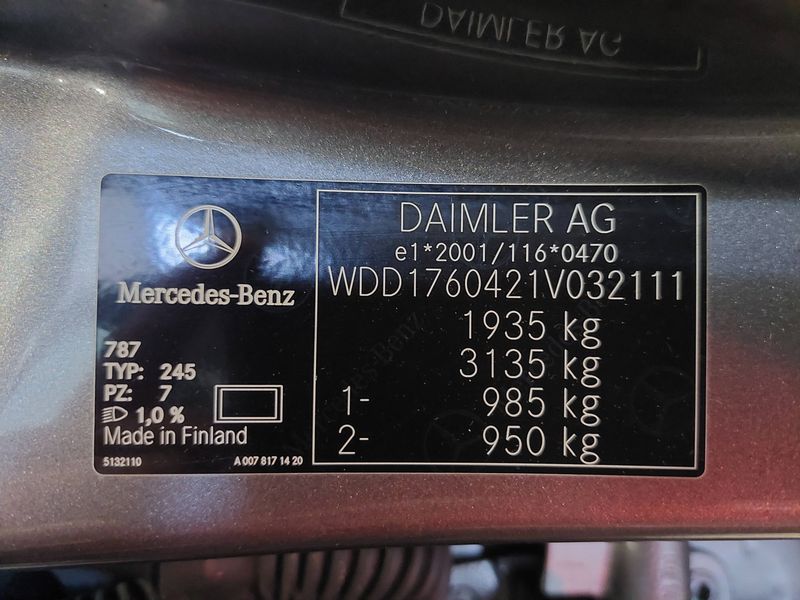 DAIMLER AG
Mercedes-Benz
787
TYP: 245
PZ: 7
1,0 %
Made in Finland
5132110
A 007 817 14 20
DAIMLER AG
e1*2001/116*0470
WDD1760421V032111
1935 kg
3135 kg
1- 985 kg
2- 950 kg